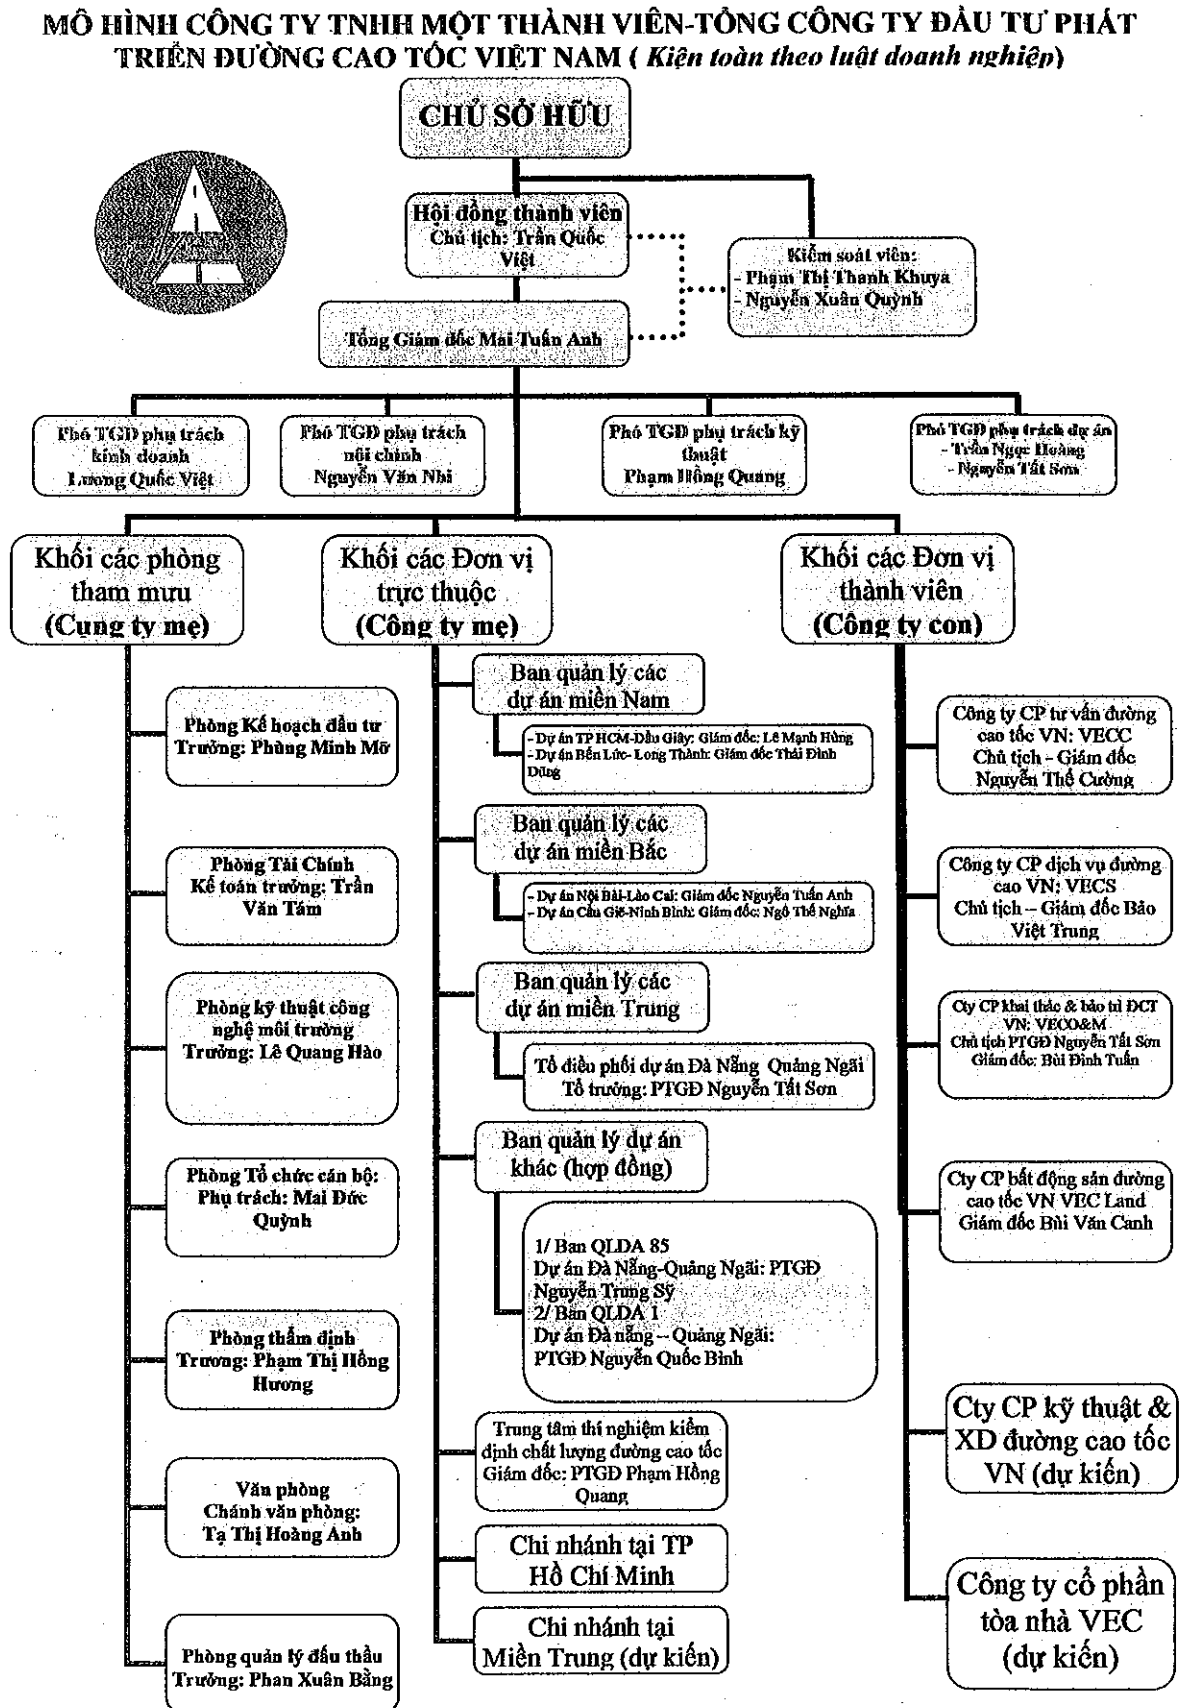 MÔ HÌNH CÔNG TY TNHH MỘT THÀNH VIÊN-TỔNG CÔNG TY ĐẦU TƯ PHÁT
TRIỂN ĐƯỜNG CAO TỐC VIỆT NAM ( Kiện toàn theo luật doanh nghiệp)
CHỦ SỞ HỮU
Hội đồng thành viên
Chủ tịch: Trần Quốc
Việt
Kiểm soát viên:
- Phạm Thị Thanh Khuya
- Nguyễn Xuân Quỳnh
Tổng Giám đốc Mai Tuấn Anh
Phó TGĐ phụ trách
kinh doanh
Lương Quốc Việt
Phó TGĐ phụ trách
nội chính
Nguyễn Văn Nhi
Phó TGĐ phụ trách kỹ
thuật
Phạm Hồng Quang
Phó TGĐ phụ trách dự án
- Trần Ngọc Hoàng
- Nguyễn Tất Sơn
Khối các phòng
tham mưu
(Cung ty mẹ)
Phòng Kế hoạch đầu tư
Trưởng: Phùng Minh Mỡ
Phòng Tài Chính
Kế toán trưởng: Trần
Văn Tám
Phòng kỹ thuật công
nghệ môi trường
Trưởng: Lê Quang Hào
Phòng Tổ chức cán bộ:
Phụ trách: Mai Đức
Quỳnh
Phòng thẩm định
Trương: Phạm Thị Hồng
Hương
Văn phòng
Chánh văn phòng:
Tạ Thị Hoàng Anh
Phòng quản lý đấu thầu
Trưởng: Phan Xuân Bằng
Khối các Đơn vị
trực thuộc
(Công ty mẹ)
Ban quản lý các
dự án miền Nam
- Dự án TP HCM-Dầu Giây: Giám đốc: Lê Mạnh Hùng
- Dự án Bến Lức- Long Thành: Giám đốc Thái Đình
Dũng
Ban quản lý các
dự án miền Bắc
- Dự án Nội Bài-Lào Cai: Giám đốc Nguyễn Tuấn Anh
- Dự án Cầu Giẽ-Ninh Bình: Giám đốc: Ngô Thế Nghĩa
Ban quản lý các
dự án miền Trung
Tổ điều phối dự án Đà Nẵng Quảng Ngãi
Tổ trưởng: PTGĐ Nguyễn Tất Sơn
Ban quản lý dự án
khác (hợp đồng)
1/ Ban QLDA 85
Dự án Đà Nẵng-Quảng Ngãi: PTGĐ
Nguyễn Trung Sỹ
2/ Ban QLDA 1
Dự án Đà nẵng – Quảng Ngãi:
PTGĐ Nguyễn Quốc Bình
Trung tâm thí nghiệm kiểm
định chất lượng đường cao tốc
Giám đốc: PTGĐ Phạm Hồng
Quang
Chi nhánh tại TP
Hồ Chí Minh
Chi nhánh tại
Miền Trung (dự kiến)
Khối các Đơn vị
thành viên
(Công ty con)
Công ty CP tư vấn đường
cao tốc VN: VECC
Chủ tịch – Giám đốc
Nguyễn Thế Cường
Công ty CP dịch vụ đường
cao VN: VECS
Chủ tịch – Giám đốc Bảo
Việt Trung
Cty CP khai thác & bảo trì ĐCT
VN: VECO&M
Chủ tịch PTGĐ Nguyễn Tất Sơn
Giám đốc: Bùi Đình Tuấn
Cty CP bất động sản đường
cao tốc VN VEC Land
Giám đốc Bùi Văn Canh
Cty CP kỹ thuật &
XD đường cao tốc
VN (dự kiến)
Công ty cổ phần
tòa nhà VEC
(dự kiến)